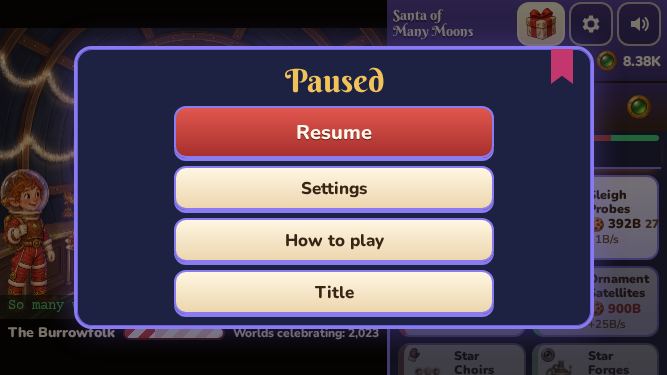 Santa of
Many Moons
8.38K
Paused
Resume
Settings
How to play
Title
Sleigh
Probes
392B 27
1B/s
Ornament
Satellites
900B
+25B/s
So many
The Burrowfolk
Worlds celebrating: 2,023
Star
Choirs
Star
Forges